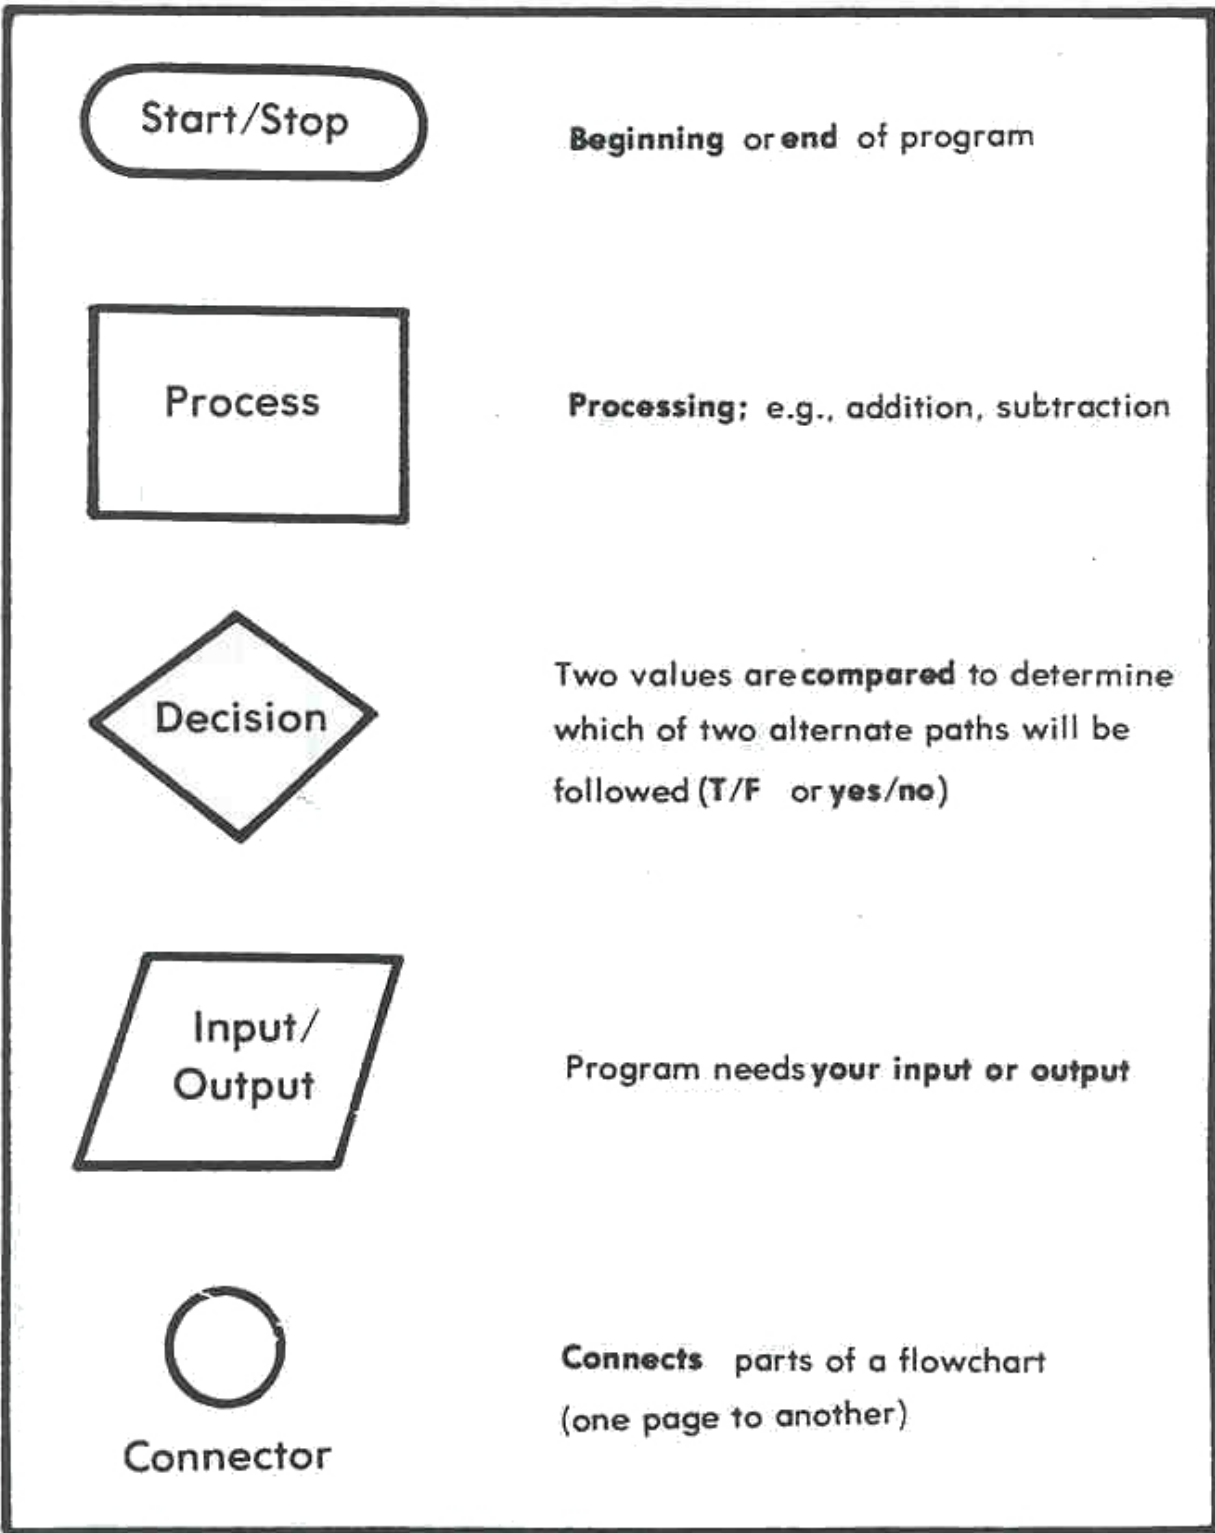 Start/Stop
Beginning or end of program
Process
Processing; e.g., addition, subtraction
Decision
Two values are compared to determine
which of two alternate paths will be
followed (T/F or yes/no)
Input/
Output
Program needs your input or output
Connects parts of a flowchart
(one page to another)
Connector